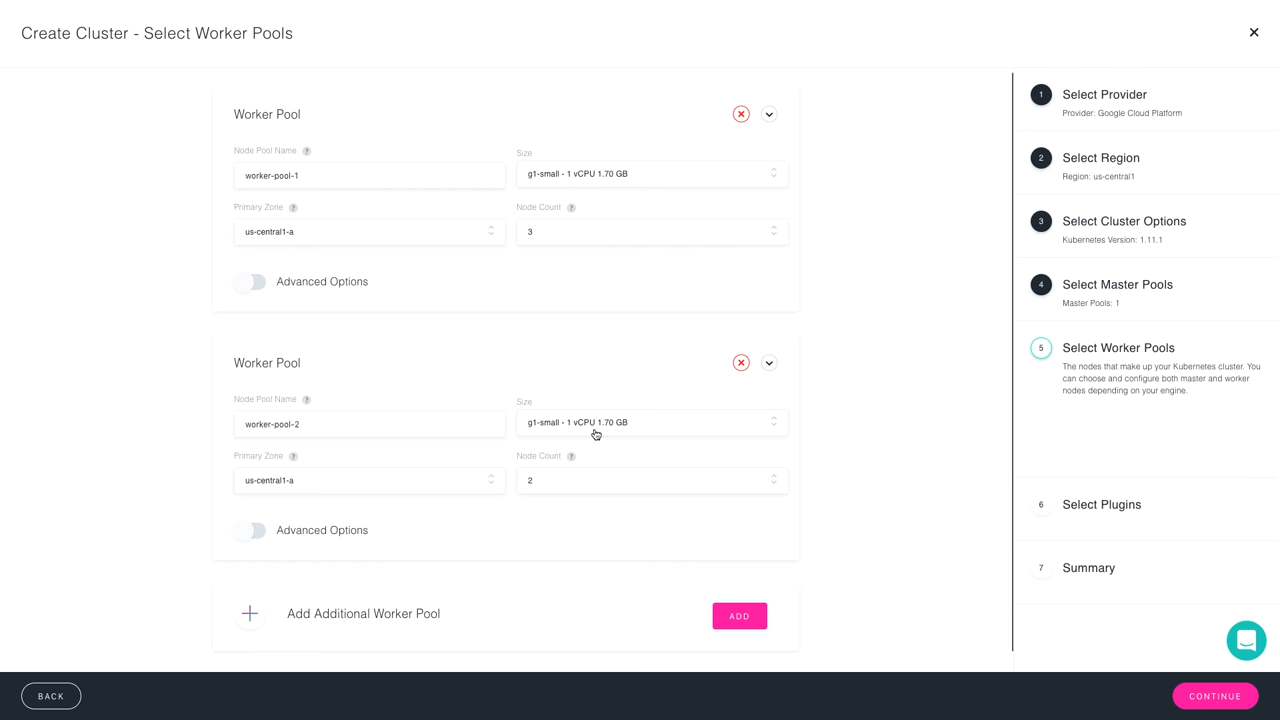 Create Cluster - Select Worker Pools
Worker Pool
Node Pool Name ?
Size
worker-pool-1
g1-small - 1 vCPU 1.70 GB
Primary Zone ?
Node Count ?
us-central1-a
3
Advanced Options
Worker Pool
Node Pool Name ?
Size
worker-pool-2
g1-small - 1 vCPU 1.70 GB
Primary Zone ?
Node Count ?
us-central1-a
2
Advanced Options
Add Additional Worker Pool
ADD
1 Select Provider
Provider: Google Cloud Platform
2 Select Region
Region: us-central1
3 Select Cluster Options
Kubernetes Version: 1.11.1
4 Select Master Pools
Master Pools: 1
5 Select Worker Pools
The nodes that make up your Kubernetes cluster. You
can choose and configure both master and worker
nodes depending on your engine.
6 Select Plugins
7 Summary
BACK
CONTINUE